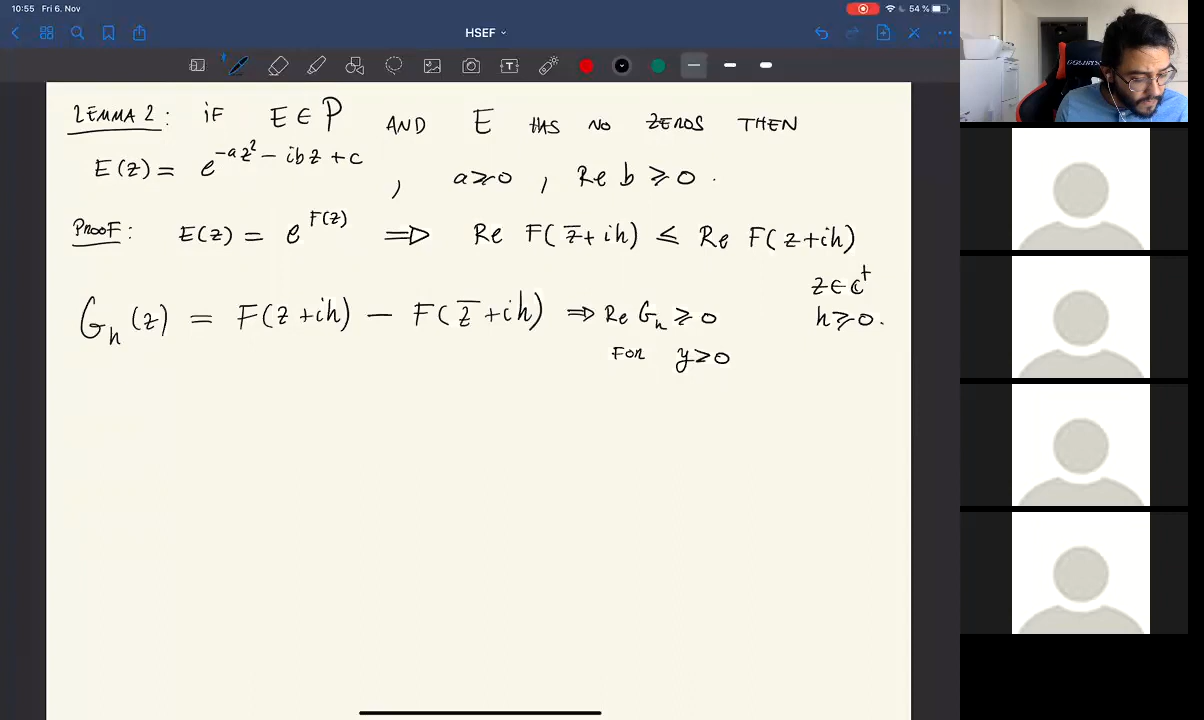 10:55 Fri 6. Nov
54 %
HSEF
LEMMA 2: IF E ∈ P AND E HAS NO ZEROS THEN
E(z) = e^{-az² - ibz + c}, a ≥ 0, Re b ≥ 0.
PROOF: E(z) = e^{F(z)} ⟹ Re F(z̄+ih) ≤ Re F(z+ih)
z ∈ ℂ⁺
h ≥ 0.
G_h(z) = F(z+ih) − F(z̄+ih) ⟹ Re G_h ≥ 0
FOR y > 0